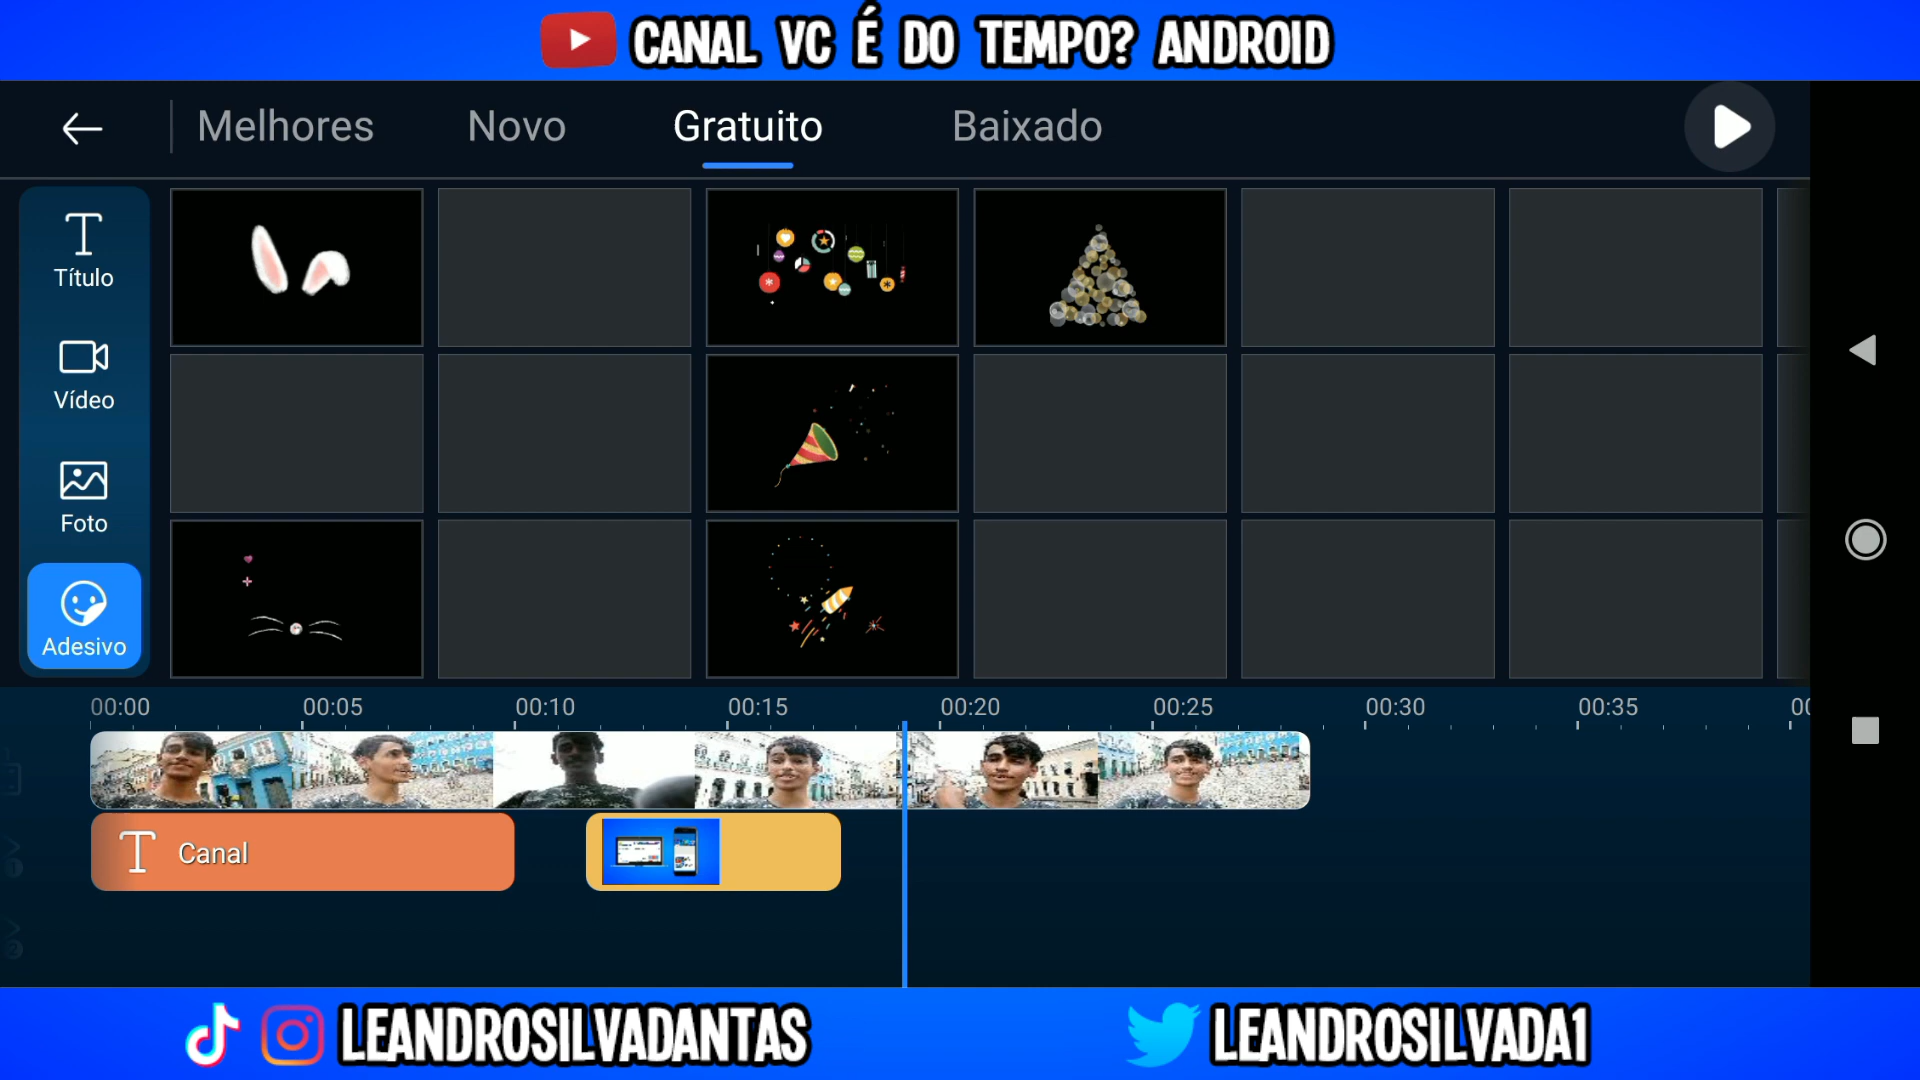 CANAL VC É DO TEMPO? ANDROID
Melhores Novo Gratuito Baixado
Título
Vídeo
Foto
Adesivo
00:00 00:05 00:10 00:15 00:20 00:25 00:30 00:35
T Canal
LEANDROSILVADANTAS LEANDROSILVADA1